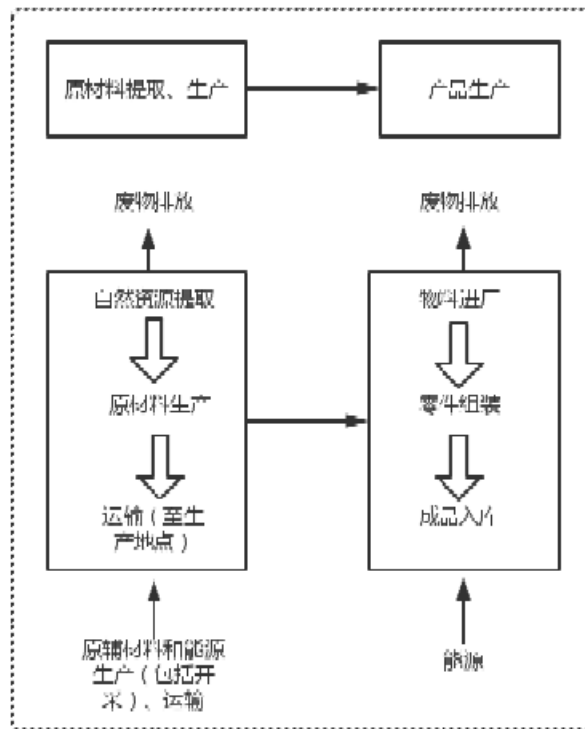 原材料提取、生产
产品生产
废物排放
废物排放
自然资源提取
原材料生产
运输（至生
产地点）
物料进厂
零件组装
成品入库
原辅材料和能源
生产（包括开
采）、运输
能源